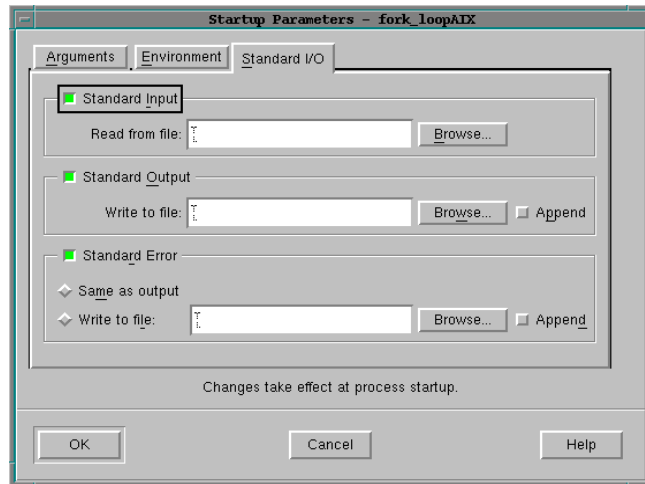 Startup Parameters - fork_loopAIX
Arguments Environment Standard I/O
Standard Input
Read from file: Browse...
Standard Output
Write to file: Browse... Append
Standard Error
Same as output
Write to file: Browse... Append
Changes take effect at process startup.
OK Cancel Help